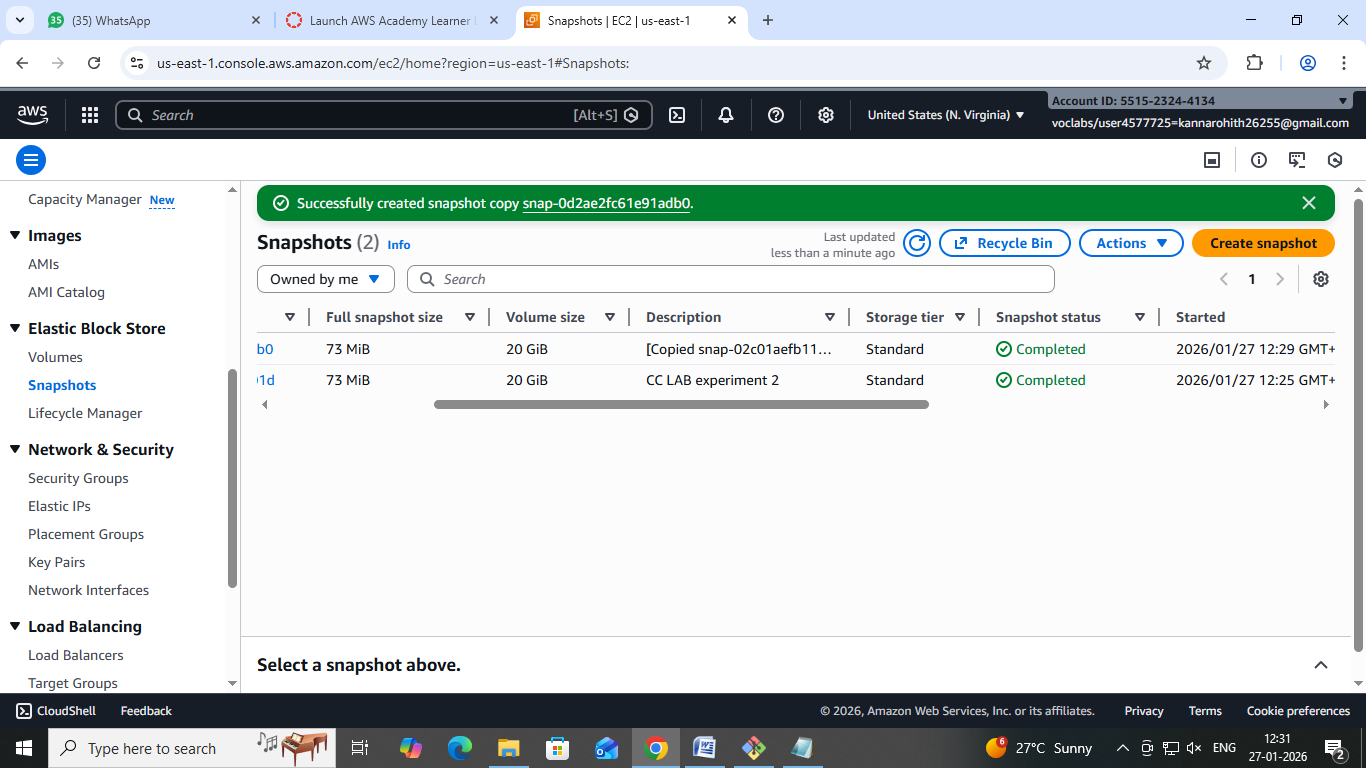 35 (35) WhatsApp
Launch AWS Academy Learner L
Snapshots | EC2 | us-east-1
us-east-1.console.aws.amazon.com/ec2/home?region=us-east-1#Snapshots:
aws
Search [Alt+S]
United States (N. Virginia)
Account ID: 5515-2324-4134
voclabs/user4577725=kannarohith26255@gmail.com
Capacity Manager New
Images
AMIs
AMI Catalog
Elastic Block Store
Volumes
Snapshots
Lifecycle Manager
Network & Security
Security Groups
Elastic IPs
Placement Groups
Key Pairs
Network Interfaces
Load Balancing
Load Balancers
Target Groups
Successfully created snapshot copy snap-0d2ae2fc61e91adb0.
Snapshots (2) Info
Last updated
less than a minute ago
Recycle Bin
Actions
Create snapshot
Owned by me
Search
1
Full snapshot size Volume size Description Storage tier Snapshot status Started
b0 73 MiB 20 GiB [Copied snap-02c01aefb11... Standard Completed 2026/01/27 12:29 GMT+
1d 73 MiB 20 GiB CC LAB experiment 2 Standard Completed 2026/01/27 12:25 GMT+
Select a snapshot above.
CloudShell Feedback © 2026, Amazon Web Services, Inc. or its affiliates. Privacy Terms Cookie preferences
Type here to search
6 27°C Sunny
ENG
12:31
27-01-2026
2